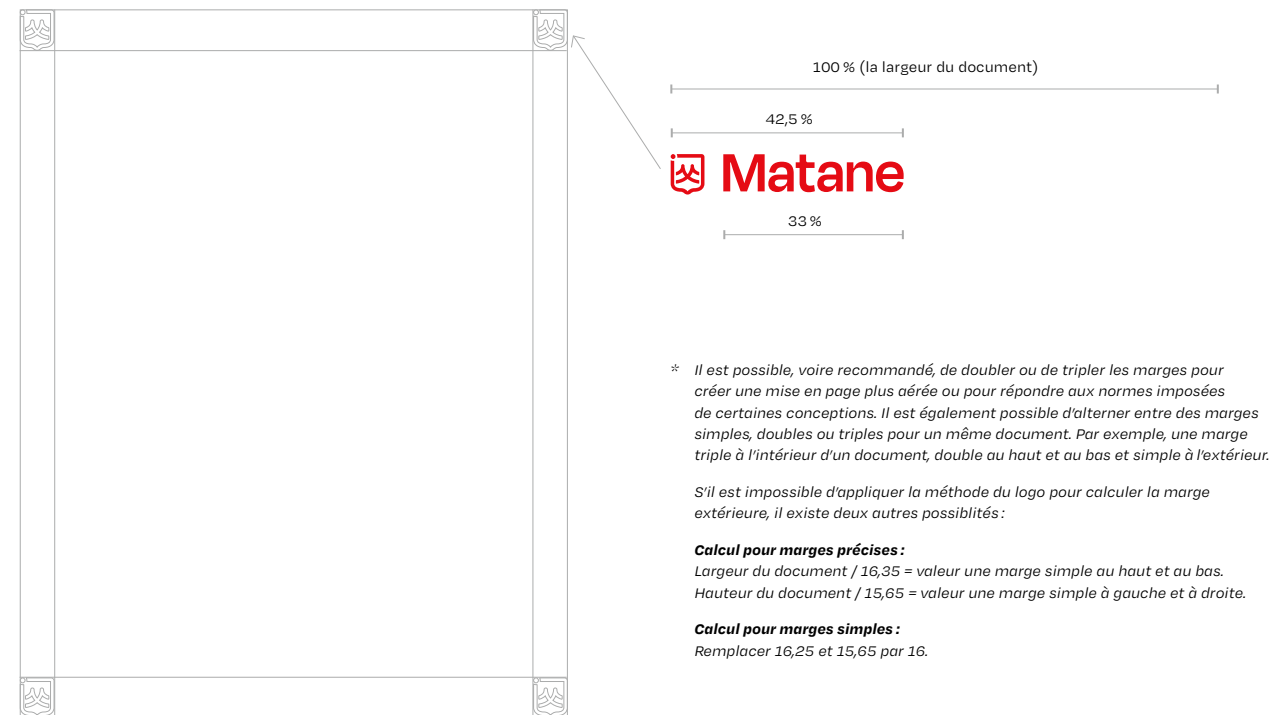 100 % (la largeur du document)
42,5 %
Matane
33 %
* Il est possible, voire recommandé, de doubler ou de tripler les marges pour
créer une mise en page plus aérée ou pour répondre aux normes imposées
de certaines conceptions. Il est également possible d'alterner entre des marges
simples, doubles ou triples pour un même document. Par exemple, une marge
triple à l'intérieur d'un document, double au haut et au bas et simple à l'extérieur.
S'il est impossible d'appliquer la méthode du logo pour calculer la marge
extérieure, il existe deux autres possiblités :
Calcul pour marges précises :
Largeur du document / 16,35 = valeur une marge simple au haut et au bas.
Hauteur du document / 15,65 = valeur une marge simple à gauche et à droite.
Calcul pour marges simples :
Remplacer 16,25 et 15,65 par 16.